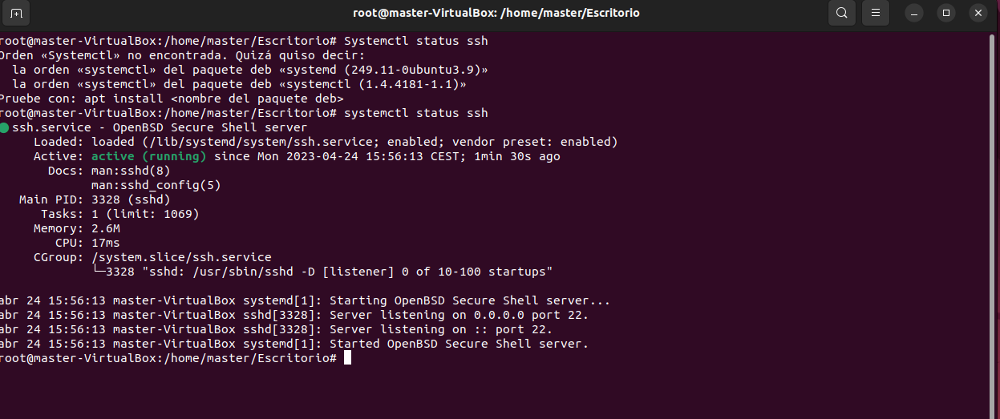 root@master-VirtualBox: /home/master/Escritorio
root@master-VirtualBox:/home/master/Escritorio# Systemctl status ssh
Orden «Systemctl» no encontrada. Quizá quiso decir:
  la orden «systemctl» del paquete deb «systemd (249.11-0ubuntu3.9)»
  la orden «systemctl» del paquete deb «systemctl (1.4.4181-1.1)»
Pruebe con: apt install <nombre del paquete deb>
root@master-VirtualBox:/home/master/Escritorio# systemctl status ssh
● ssh.service - OpenBSD Secure Shell server
     Loaded: loaded (/lib/systemd/system/ssh.service; enabled; vendor preset: enabled)
     Active: active (running) since Mon 2023-04-24 15:56:13 CEST; 1min 30s ago
       Docs: man:sshd(8)
             man:sshd_config(5)
   Main PID: 3328 (sshd)
      Tasks: 1 (limit: 1069)
     Memory: 2.6M
        CPU: 17ms
     CGroup: /system.slice/ssh.service
             └─3328 "sshd: /usr/sbin/sshd -D [listener] 0 of 10-100 startups"
abr 24 15:56:13 master-VirtualBox systemd[1]: Starting OpenBSD Secure Shell server...
abr 24 15:56:13 master-VirtualBox sshd[3328]: Server listening on 0.0.0.0 port 22.
abr 24 15:56:13 master-VirtualBox sshd[3328]: Server listening on :: port 22.
abr 24 15:56:13 master-VirtualBox systemd[1]: Started OpenBSD Secure Shell server.
root@master-VirtualBox:/home/master/Escritorio#